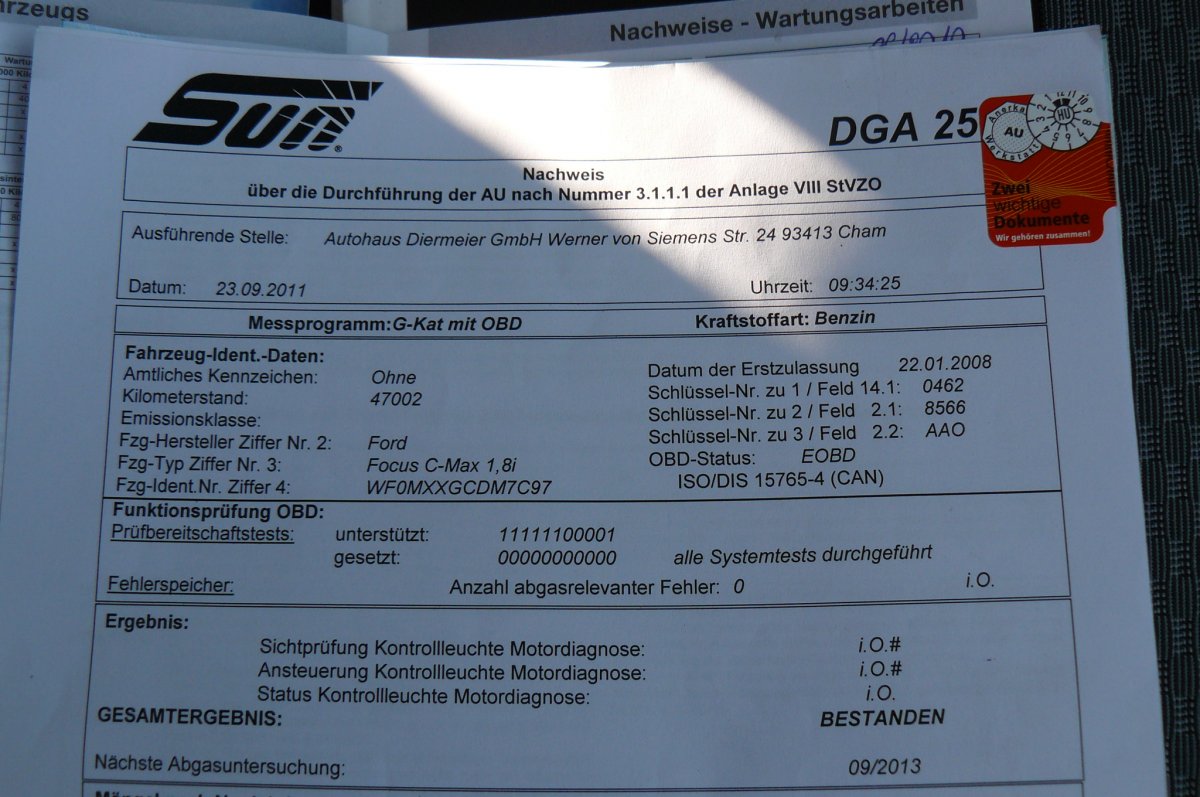 rzeugs
Nachweise - Wartungsarbeiten
Sun®
DGA 25
Anerka
AU
Werkstatt
HU
Zwei
wichtige
Dokumente
Wir gehören zusammen!
Nachweis
über die Durchführung der AU nach Nummer 3.1.1.1 der Anlage VIII StVZO
Ausführende Stelle: Autohaus Diermeier GmbH Werner von Siemens Str. 24 93413 Cham
Datum: 23.09.2011 Uhrzeit: 09:34:25
Messprogramm:G-Kat mit OBD Kraftstoffart: Benzin
Fahrzeug-Ident.-Daten:
Amtliches Kennzeichen: Ohne
Kilometerstand: 47002
Emissionsklasse:
Fzg-Hersteller Ziffer Nr. 2: Ford
Fzg-Typ Ziffer Nr. 3: Focus C-Max 1,8i
Fzg-Ident.Nr. Ziffer 4: WF0MXXGCDM7C97
Datum der Erstzulassung 22.01.2008
Schlüssel-Nr. zu 1 / Feld 14.1: 0462
Schlüssel-Nr. zu 2 / Feld 2.1: 8566
Schlüssel-Nr. zu 3 / Feld 2.2: AAO
OBD-Status: EOBD
ISO/DIS 15765-4 (CAN)
Funktionsprüfung OBD:
Prüfbereitschaftstests: unterstützt: 11111100001
gesetzt: 00000000000 alle Systemtests durchgeführt
Fehlerspeicher: Anzahl abgasrelevanter Fehler: 0 i.O.
Ergebnis:
Sichtprüfung Kontrollleuchte Motordiagnose: i.O.#
Ansteuerung Kontrollleuchte Motordiagnose: i.O.#
Status Kontrollleuchte Motordiagnose: i.O.
GESAMTERGEBNIS: BESTANDEN
Nächste Abgasuntersuchung: 09/2013